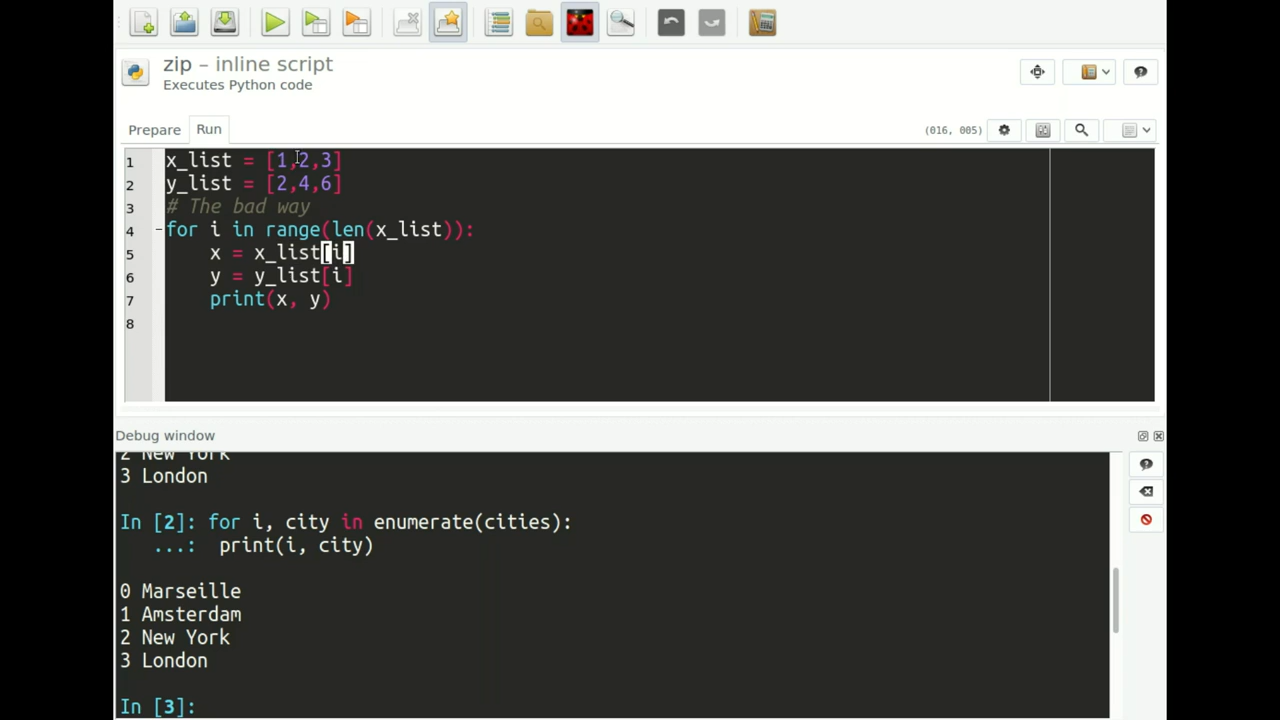 zip – inline script
Executes Python code
Prepare Run (016, 005)
1 x_list = [1,2,3]
2 y_list = [2,4,6]
3 # The bad way
4 for i in range(len(x_list)):
5 x = x_list[i]
6 y = y_list[i]
7 print(x, y)
8
Debug window
2 New York
3 London
In [2]: for i, city in enumerate(cities):
...: print(i, city)
0 Marseille
1 Amsterdam
2 New York
3 London
In [3]: